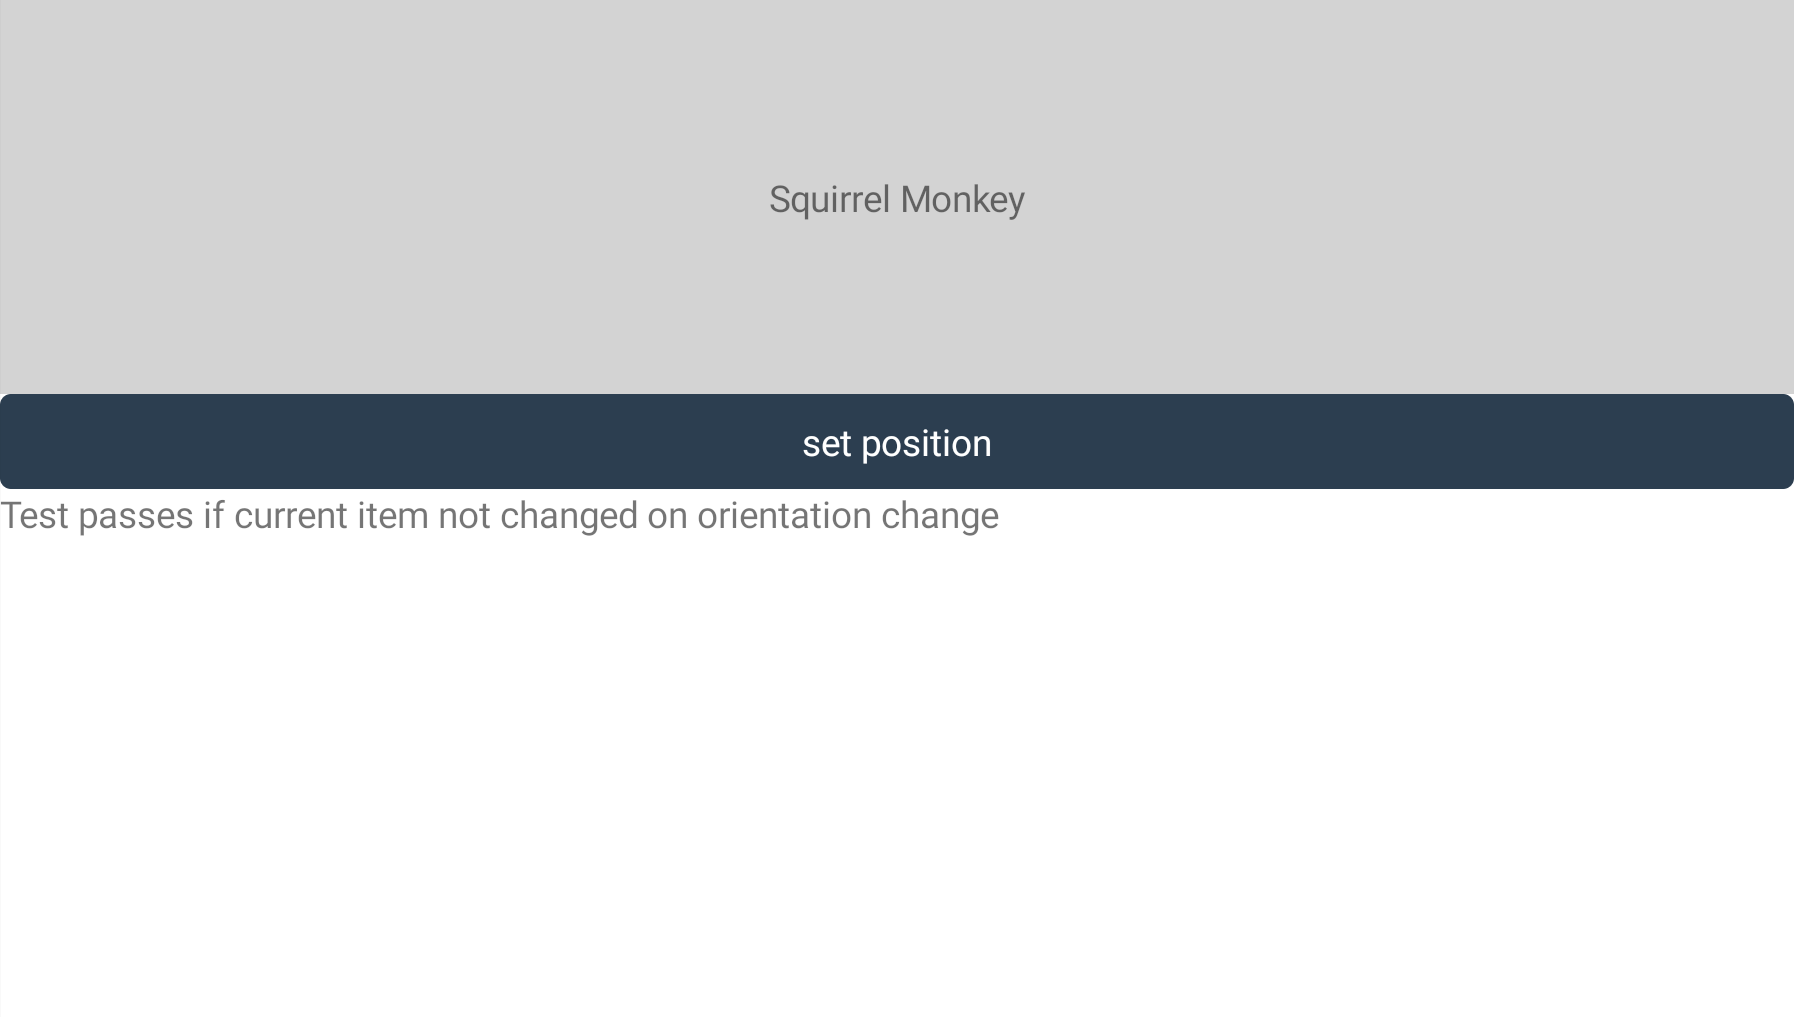 Squirrel Monkey
set position
Test passes if current item not changed on orientation change